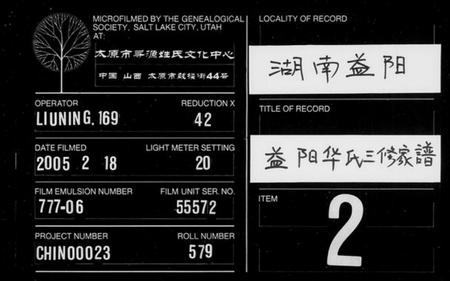 MICROFILMED BY THE GENEALOGICAL
SOCIETY, SALT LAKE CITY, UTAH
AT:
太原市寻源姓民文化中心
中国 山西 太原市鼓楼街44号
OPERATOR
LIUNING.169
REDUCTION X
42
DATE FILMED
2005 2 18
LIGHT METER SETTING
20
FILM EMULSION NUMBER
777-06
FILM UNIT SER. NO.
55572
PROJECT NUMBER
CHIN00023
ROLL NUMBER
579
LOCALITY OF RECORD
湖南益阳
TITLE OF RECORD
益阳华氏三修家譜
ITEM
2